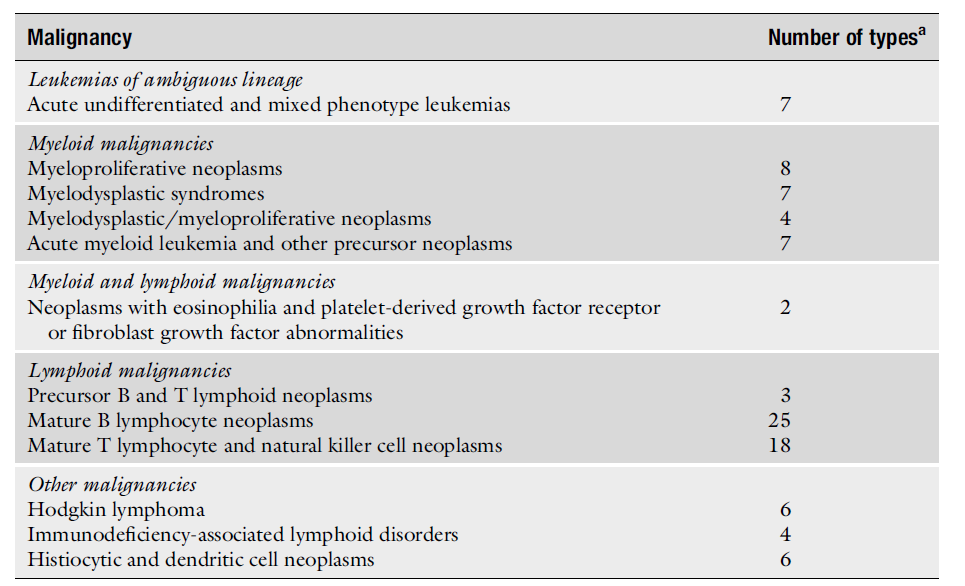 Malignancy Number of typesa
Leukemias of ambiguous lineage
Acute undifferentiated and mixed phenotype leukemias 7
Myeloid malignancies
Myeloproliferative neoplasms 8
Myelodysplastic syndromes 7
Myelodysplastic/myeloproliferative neoplasms 4
Acute myeloid leukemia and other precursor neoplasms 7
Myeloid and lymphoid malignancies
Neoplasms with eosinophilia and platelet-derived growth factor receptor 2
or fibroblast growth factor abnormalities
Lymphoid malignancies
Precursor B and T lymphoid neoplasms 3
Mature B lymphocyte neoplasms 25
Mature T lymphocyte and natural killer cell neoplasms 18
Other malignancies
Hodgkin lymphoma 6
Immunodeficiency-associated lymphoid disorders 4
Histiocytic and dendritic cell neoplasms 6